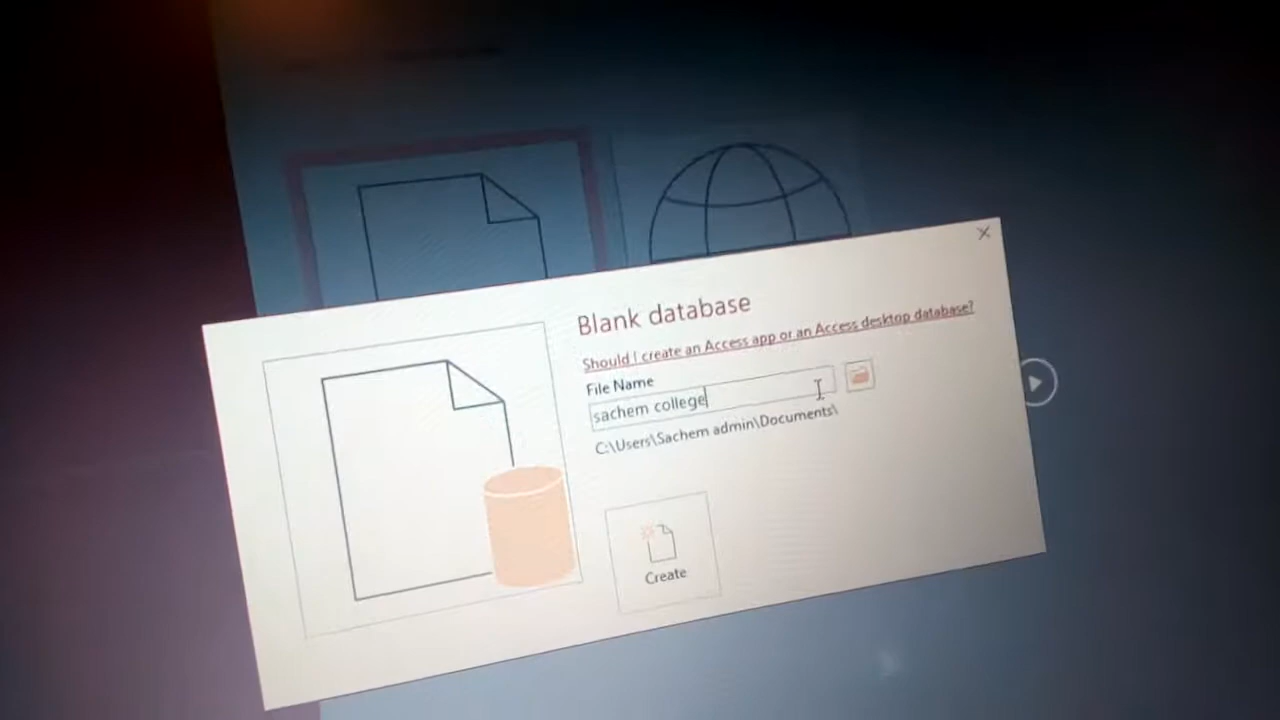 Blank database
Should I create an Access app or an Access desktop database?
File Name
sachem college
C:\Users\Sachem admin\Documents\
Create